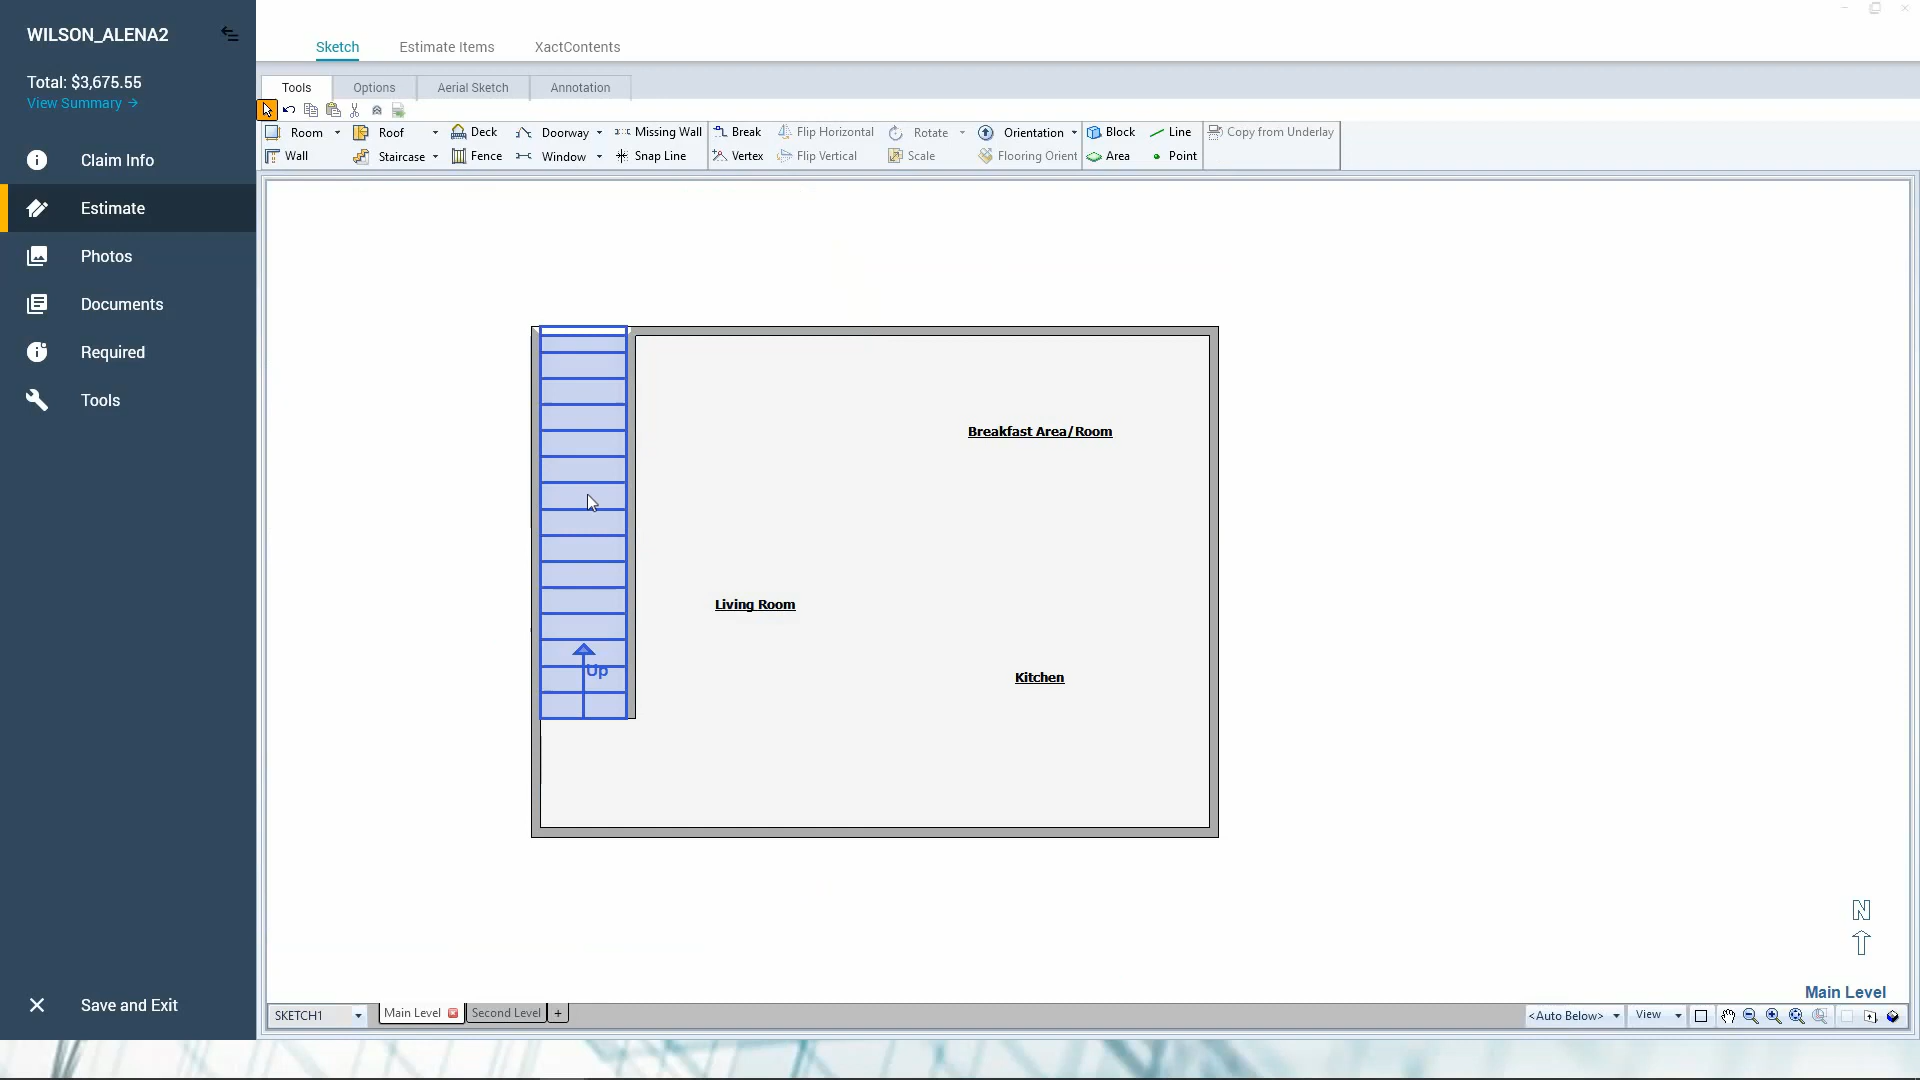 WILSON_ALENA2
Total: $3,675.55
View Summary →
Claim Info
Estimate
Photos
Documents
Required
Tools
Save and Exit
Sketch Estimate Items XactContents
Tools Options Aerial Sketch Annotation
Room Roof Deck Doorway Missing Wall Break Flip Horizontal Rotate Orientation Block Line Copy from Underlay
Wall Staircase Fence Window Snap Line Vertex Flip Vertical Scale Flooring Orient Area Point
Breakfast Area/Room
Living Room
Up
Kitchen
N
Main Level
SKETCH1 Main Level Second Level + <Auto Below> View